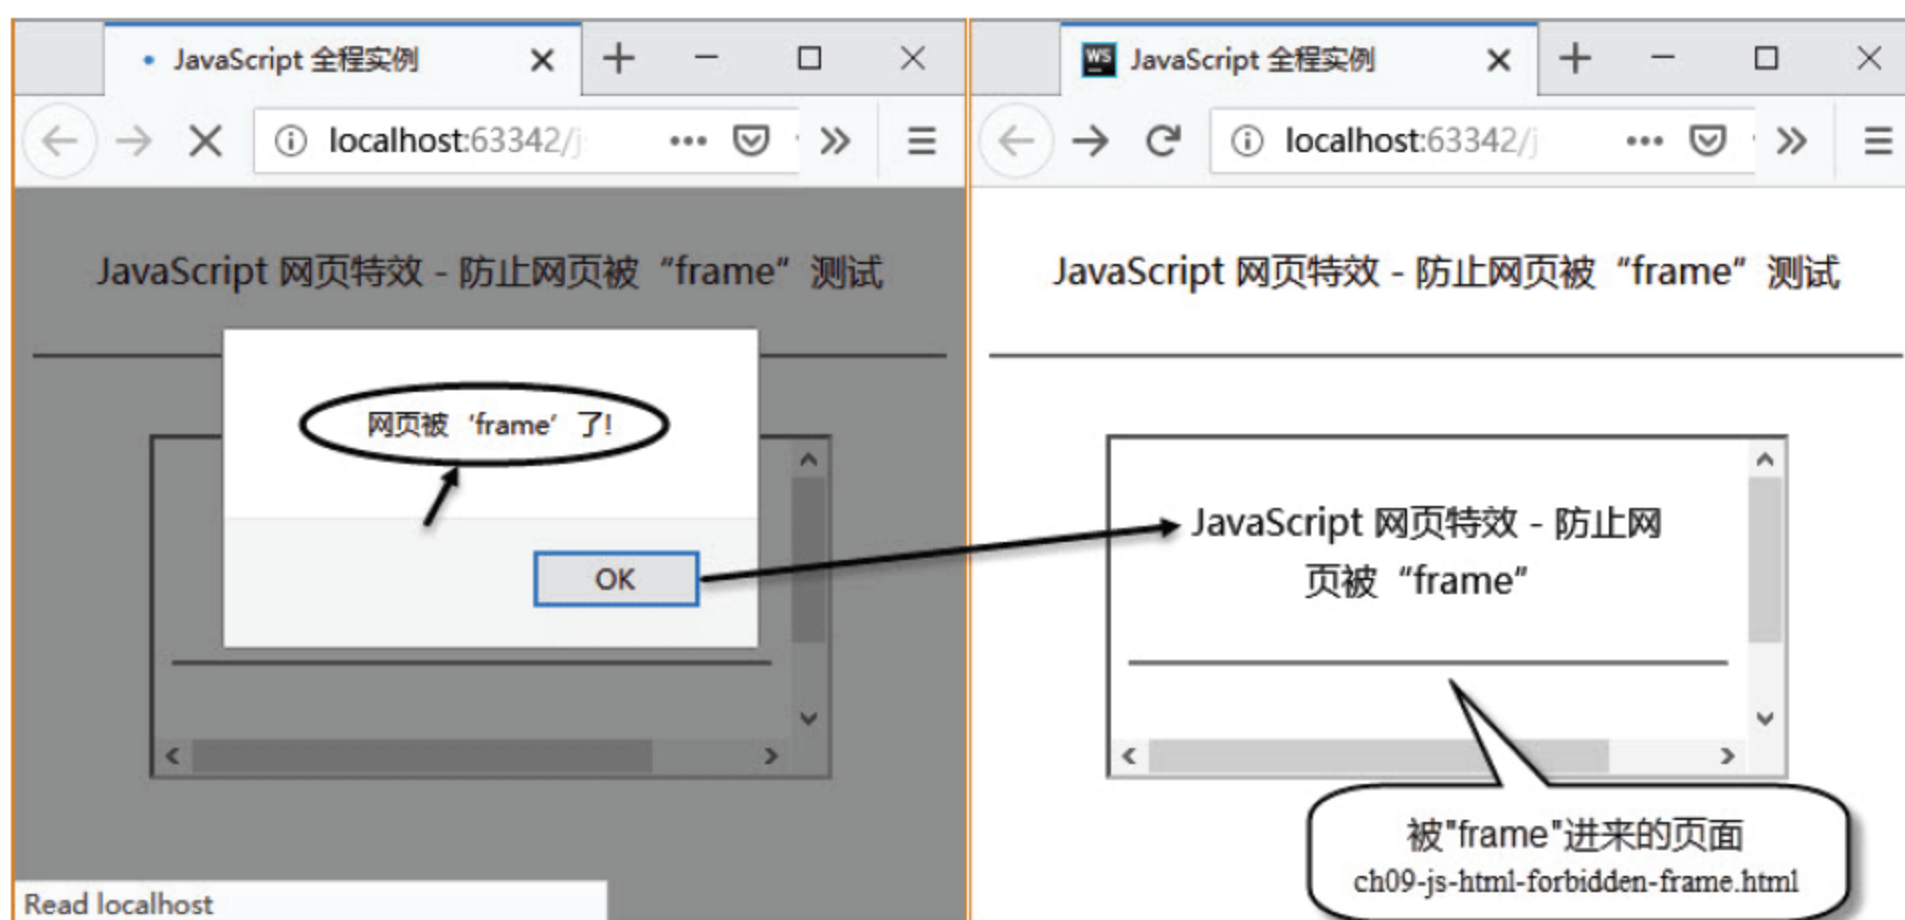 JavaScript 全程实例
localhost:63342/j
JavaScript 网页特效 - 防止网页被“frame”测试
网页被‘frame’了!
OK
Read localhost
WS JavaScript 全程实例
localhost:63342/j
JavaScript 网页特效 - 防止网页被“frame”测试
JavaScript 网页特效 - 防止网
页被“frame”
被"frame"进来的页面
ch09-js-html-forbidden-frame.html